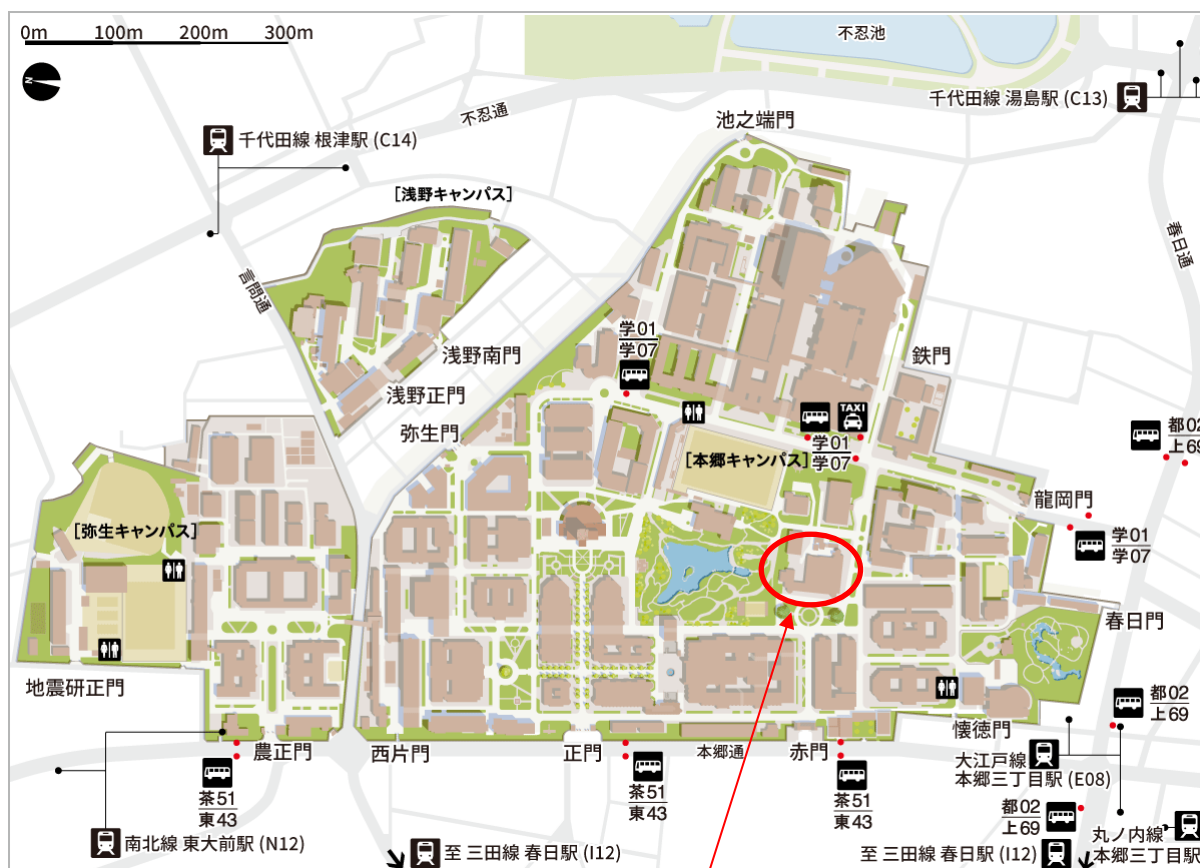 0m 100m 200m 300m
N
不忍池
千代田線 湯島駅 (C13)
不忍通
池之端門
千代田線 根津駅 (C14)
[浅野キャンパス]
春日通
言問通
学01
学07
浅野南門
鉄門
浅野正門
TAXI
弥生門
学01
学07
[本郷キャンパス]
都02
上69
龍岡門
[弥生キャンパス]
学01
学07
春日門
地震研正門
都02
上69
懐徳門
農正門
西片門
正門
本郷通
赤門
大江戸線
本郷三丁目駅 (E08)
茶51
東43
茶51
東43
茶51
東43
都02
上69
丸ノ内線
本郷三丁目駅
南北線 東大前駅 (N12)
至 三田線 春日駅 (I12)
至 三田線 春日駅 (I12)